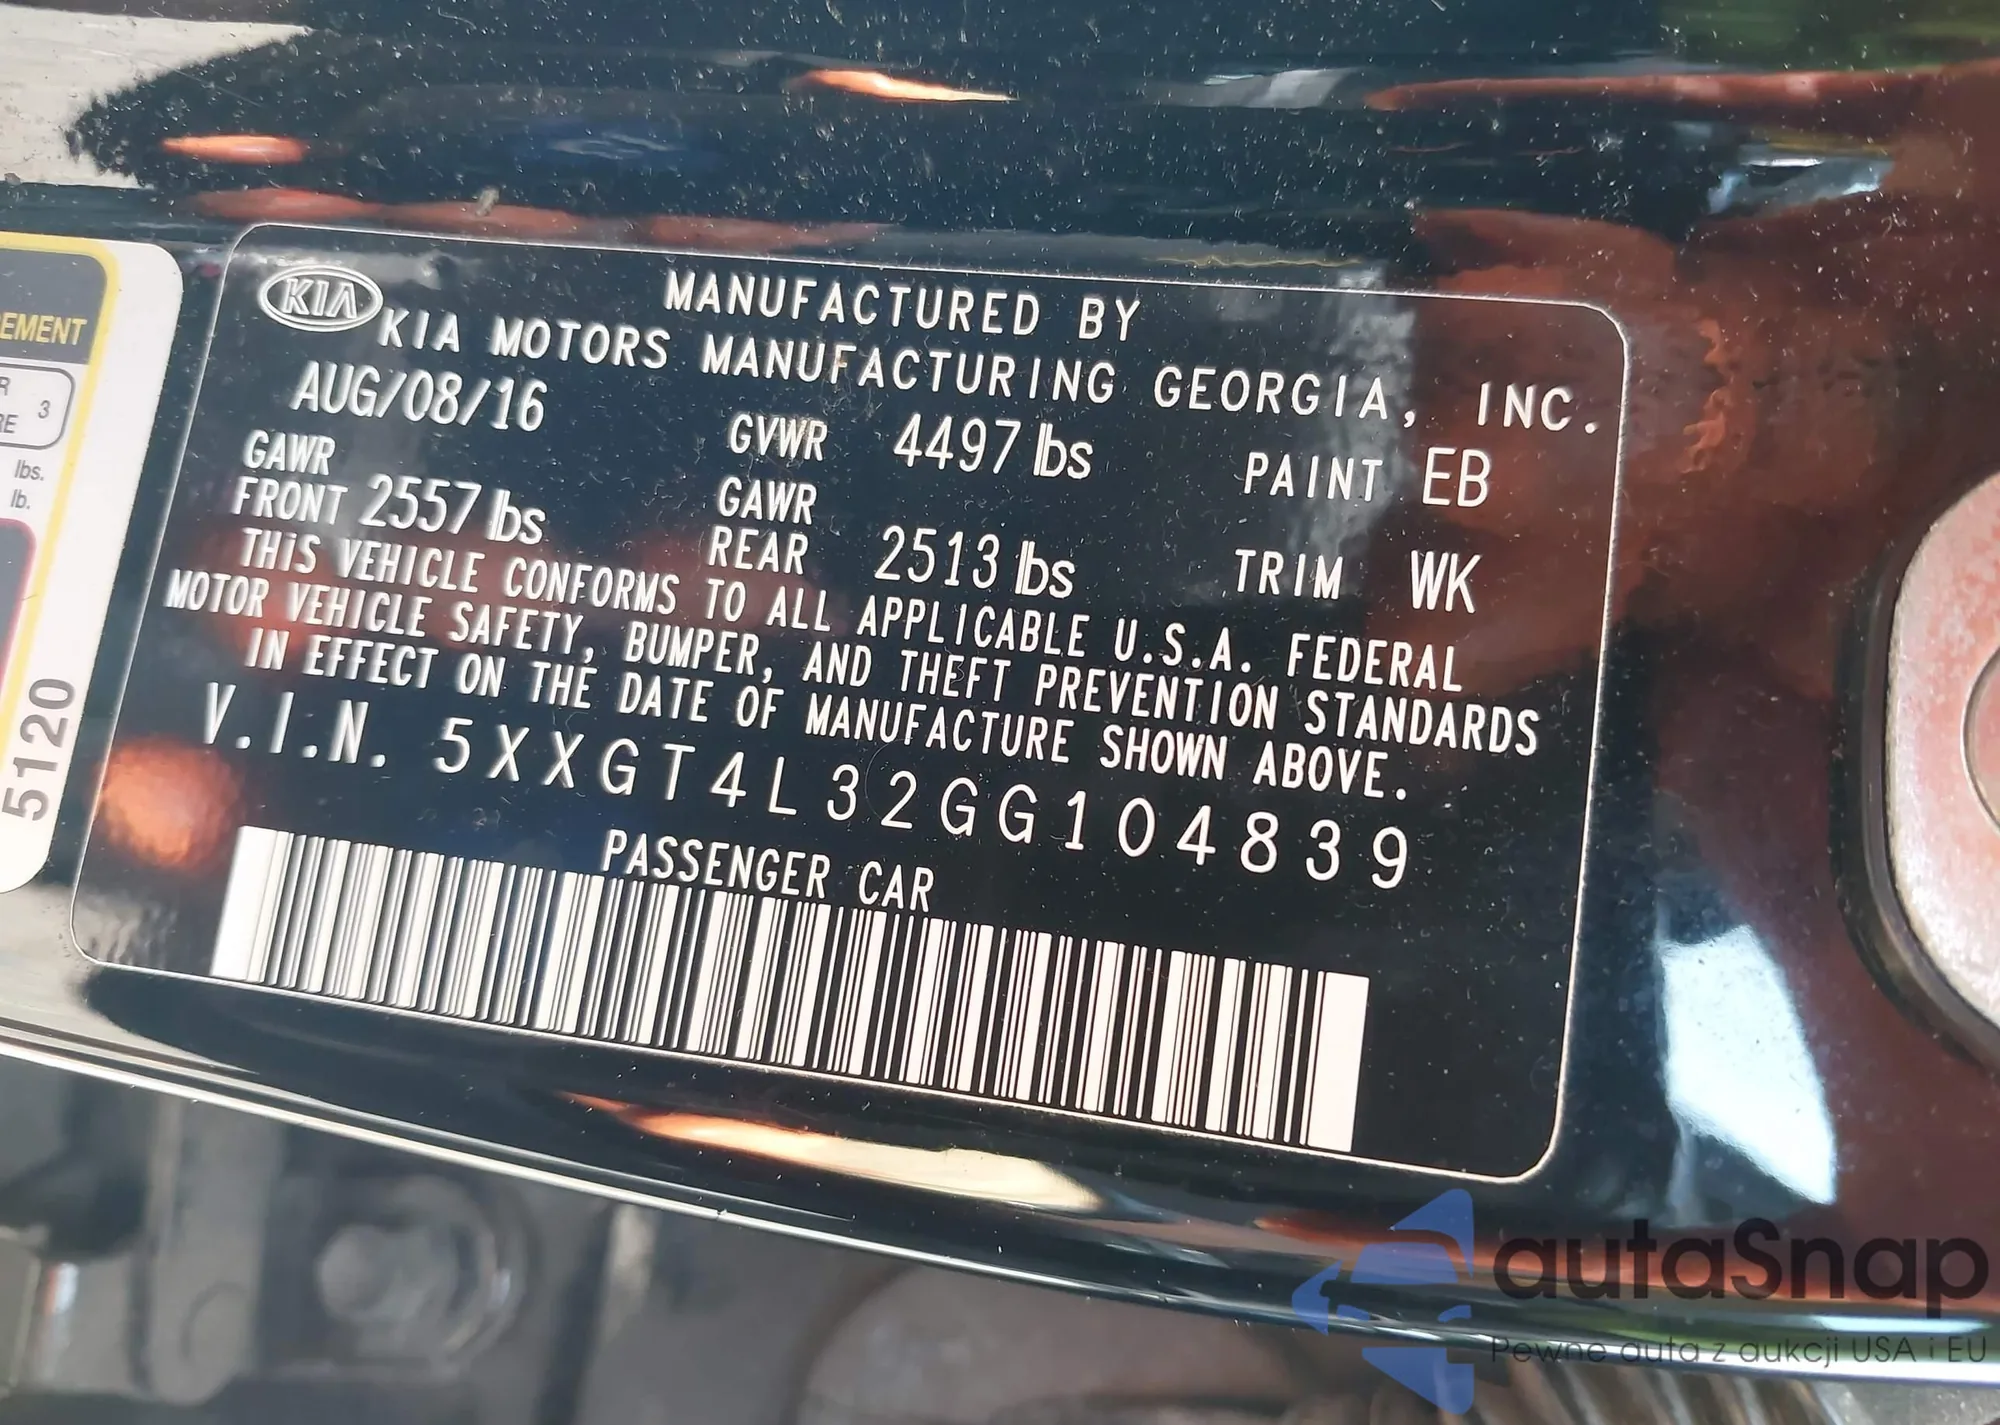 EMENT
R
RE 3
lbs.
lb.
5120
KIA
MANUFACTURED BY
KIA MOTORS MANUFACTURING GEORGIA, INC.
AUG/08/16 GVWR 4497 lbs PAINT EB
GAWR FRONT 2557 lbs GAWR REAR 2513 lbs TRIM WK
THiS VEHICLE CONFORMS TO ALL APPLICABLE U.S.A. FEDERAL
MOTOR VEHICLE SAFETY, BUMPER, AND THEFT PREVENTION STANDARDS
IN EFFECT ON THE DATE OF MANUFACTURE SHOWN ABOVE.
V.I.N. 5XXGT4L32GG104839
PASSENGER CAR
autaSnap
Pewne auta z aukcji USA i EU